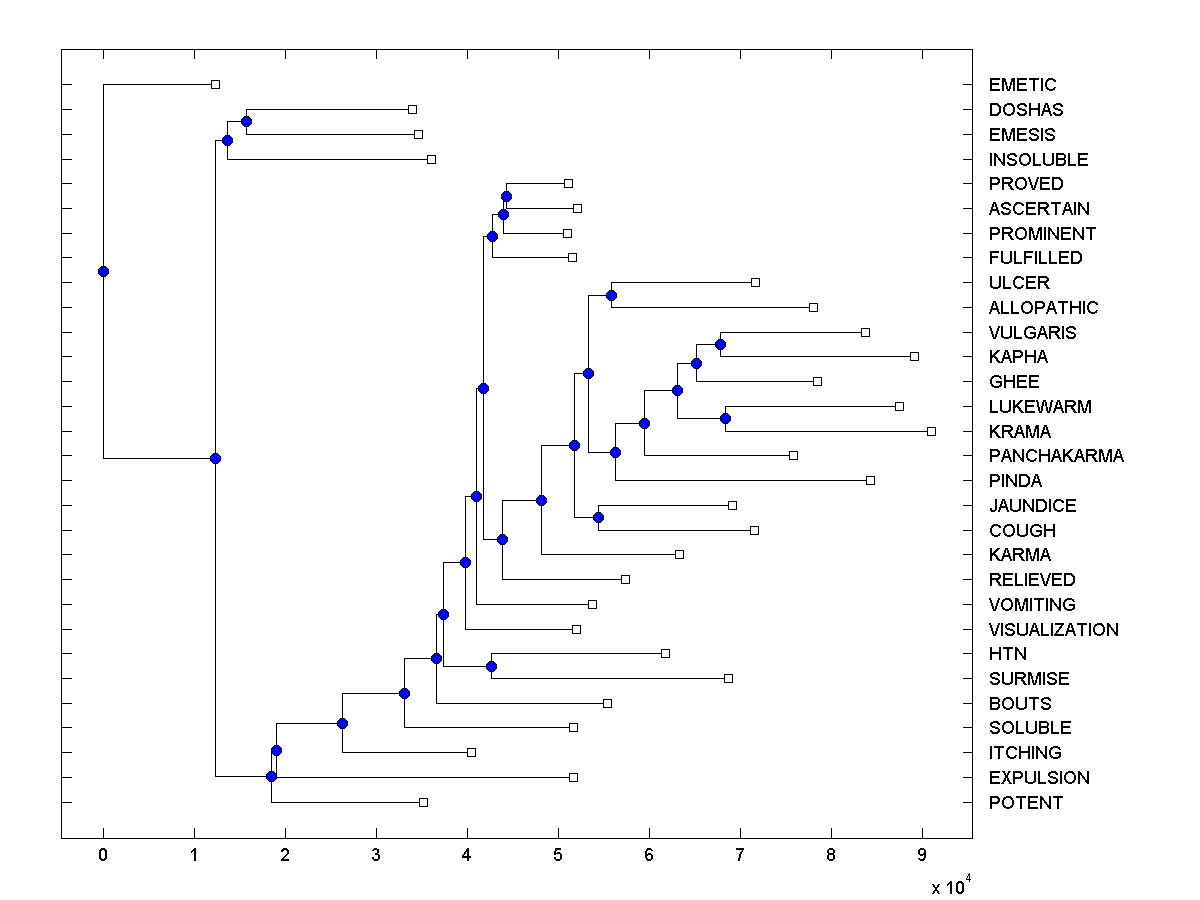 EMETIC
DOSHAS
EMESIS
INSOLUBLE
PROVED
ASCERTAIN
PROMINENT
FULFILLED
ULCER
ALLOPATHIC
VULGARIS
KAPHA
GHEE
LUKEWARM
KRAMA
PANCHAKARMA
PINDA
JAUNDICE
COUGH
KARMA
RELIEVED
VOMITING
VISUALIZATION
HTN
SURMISE
BOUTS
SOLUBLE
ITCHING
EXPULSION
POTENT
0 1 2 3 4 5 6 7 8 9
x 10^4